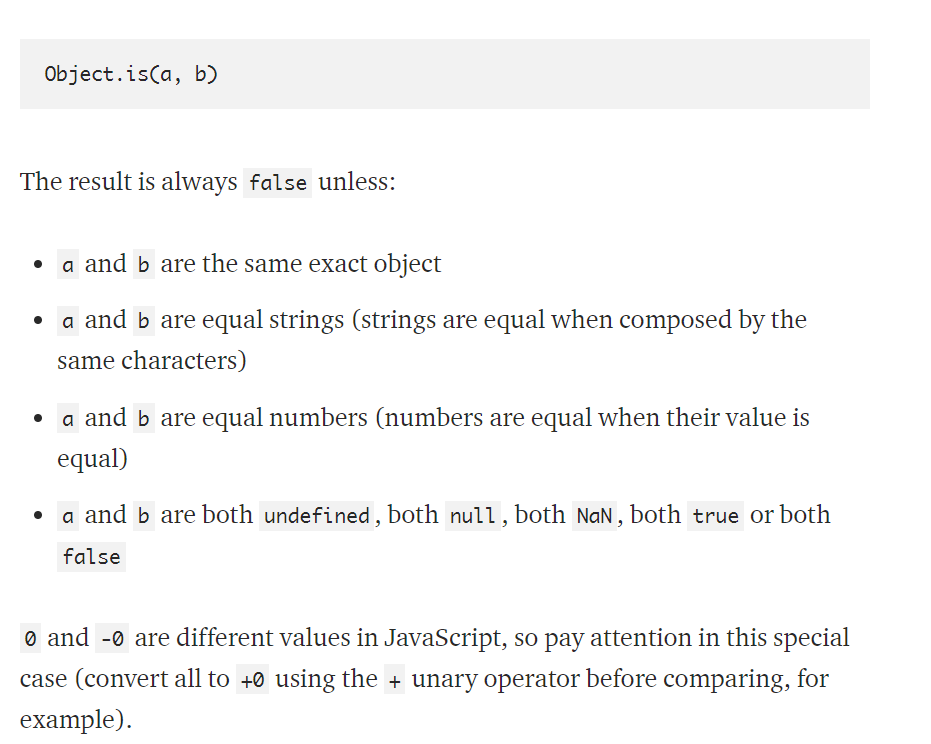 Object.is(a, b)
The result is always false unless:
• a and b are the same exact object
• a and b are equal strings (strings are equal when composed by the
same characters)
• a and b are equal numbers (numbers are equal when their value is
equal)
• a and b are both undefined, both null, both NaN, both true or both
false
0 and -0 are different values in JavaScript, so pay attention in this special
case (convert all to +0 using the + unary operator before comparing, for
example).